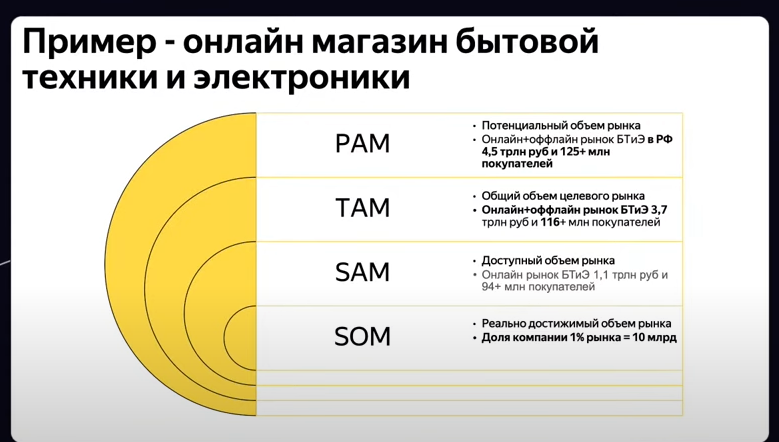 Пример - онлайн магазин бытовой
техники и электроники
PAM
• Потенциальный объем рынка
• Онлайн+оффлайн рынок БТиЭ в РФ
4,5 трлн руб и 125+ млн
покупателей
TAM
• Общий объем целевого рынка
• Онлайн+оффлайн рынок БТиЭ 3,7
трлн руб и 116+ млн покупателей
SAM
• Доступный объем рынка
• Онлайн рынок БТиЭ 1,1 трлн руб и
94+ млн покупателей
SOM
• Реально достижимый объем рынка
• Доля компании 1% рынка = 10 млрд